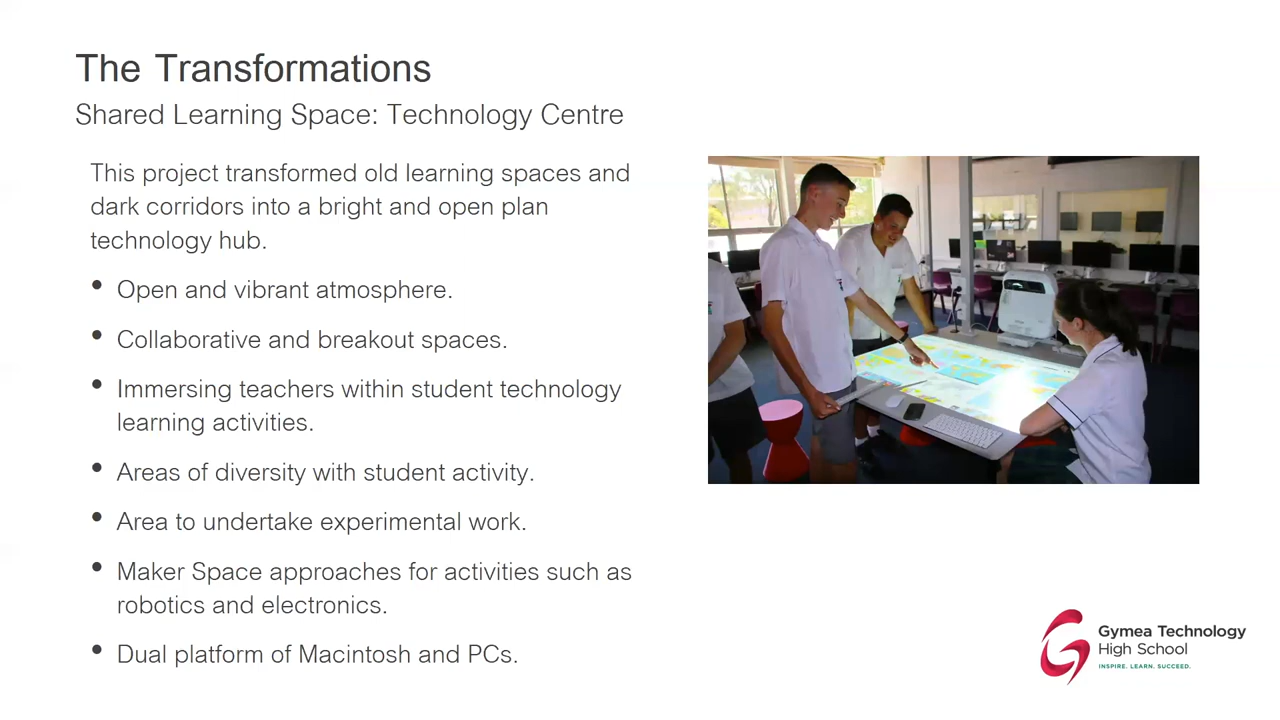 The Transformations
Shared Learning Space: Technology Centre
This project transformed old learning spaces and
dark corridors into a bright and open plan
technology hub.
• Open and vibrant atmosphere.
• Collaborative and breakout spaces.
• Immersing teachers within student technology
learning activities.
• Areas of diversity with student activity.
• Area to undertake experimental work.
• Maker Space approaches for activities such as
robotics and electronics.
• Dual platform of Macintosh and PCs.
Gymea Technology
High School
INSPIRE. LEARN. SUCCEED.